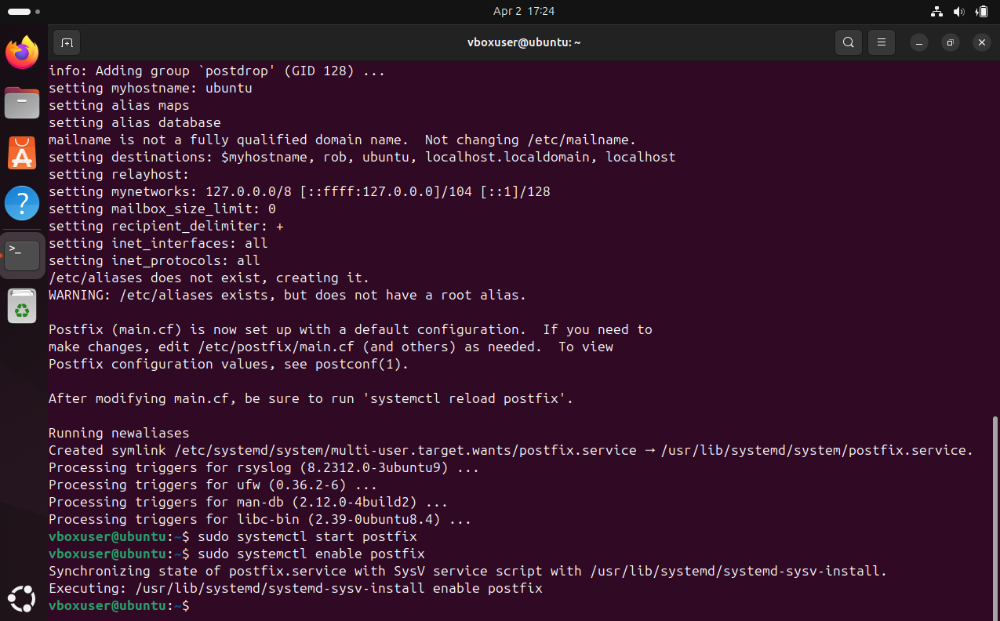 Apr 2 17:24
vboxuser@ubuntu: ~
info: Adding group `postdrop' (GID 128) ...
setting myhostname: ubuntu
setting alias maps
setting alias database
mailname is not a fully qualified domain name.  Not changing /etc/mailname.
setting destinations: $myhostname, rob, ubuntu, localhost.localdomain, localhost
setting relayhost:
setting mynetworks: 127.0.0.0/8 [::ffff:127.0.0.0]/104 [::1]/128
setting mailbox_size_limit: 0
setting recipient_delimiter: +
setting inet_interfaces: all
setting inet_protocols: all
/etc/aliases does not exist, creating it.
WARNING: /etc/aliases exists, but does not have a root alias.
Postfix (main.cf) is now set up with a default configuration.  If you need to
make changes, edit /etc/postfix/main.cf (and others) as needed.  To view
Postfix configuration values, see postconf(1).
After modifying main.cf, be sure to run 'systemctl reload postfix'.
Running newaliases
Created symlink /etc/systemd/system/multi-user.target.wants/postfix.service → /usr/lib/systemd/system/postfix.service.
Processing triggers for rsyslog (8.2312.0-3ubuntu9) ...
Processing triggers for ufw (0.36.2-6) ...
Processing triggers for man-db (2.12.0-4build2) ...
Processing triggers for libc-bin (2.39-0ubuntu8.4) ...
vboxuser@ubuntu:~$ sudo systemctl start postfix
vboxuser@ubuntu:~$ sudo systemctl enable postfix
Synchronizing state of postfix.service with SysV service script with /usr/lib/systemd/systemd-sysv-install.
Executing: /usr/lib/systemd/systemd-sysv-install enable postfix
vboxuser@ubuntu:~$